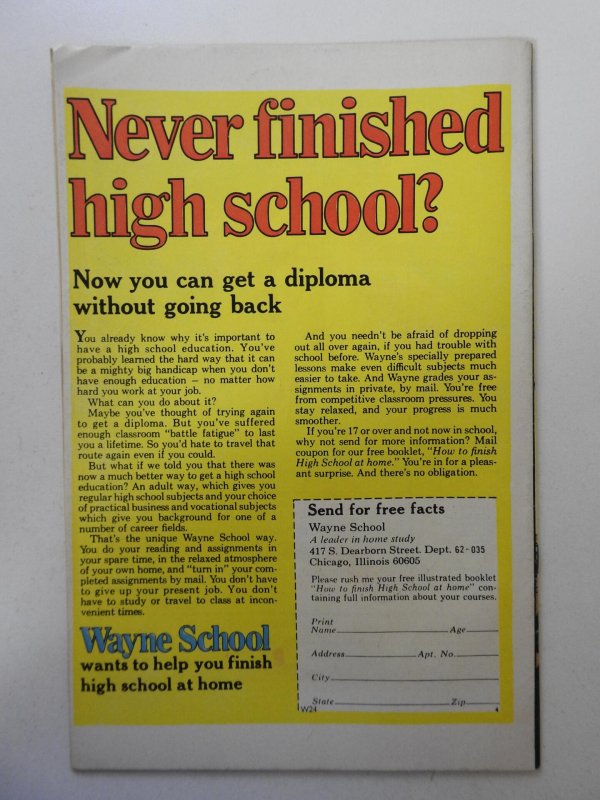 Never finished
high school?
Now you can get a diploma
without going back
You already know why it's important to
have a high school education. You've
probably learned the hard way that it can
be a mighty big handicap when you don't
have enough education — no matter how
hard you work at your job.
What can you do about it?
Maybe you've thought of trying again
to get a diploma. But you've suffered
enough classroom "battle fatigue" to last
you a lifetime. So you'd hate to travel that
route again even if you could.
But what if we told you that there was
now a much better way to get a high school
education? An adult way, which gives you
regular high school subjects and your choice
of practical business and vocational subjects
which give you background for one of a
number of career fields.
That's the unique Wayne School way.
You do your reading and assignments in
your spare time, in the relaxed atmosphere
of your own home, and "turn in" your com-
pleted assignments by mail. You don't have
to give up your present job. You don't
have to study or travel to class at incon-
venient times.
Wayne School
wants to help you finish
high school at home
And you needn't be afraid of dropping
out all over again, if you had trouble with
school before. Wayne's specially prepared
lessons make even difficult subjects much
easier to take. And Wayne grades your as-
signments in private, by mail. You're free
from competitive classroom pressures. You
stay relaxed, and your progress is much
smoother.
If you're 17 or over and not now in school,
why not send for more information? Mail
coupon for our free booklet, "How to finish
High School at home." You're in for a pleas-
ant surprise. And there's no obligation.
Send for free facts
Wayne School
A leader in home study
417 S. Dearborn Street. Dept. 62-035
Chicago, Illinois 60605
Please rush me your free illustrated booklet
"How to finish High School at home" con-
taining full information about your courses.
Print
Name Age
Address Apt. No.
City
State Zip
W24 4